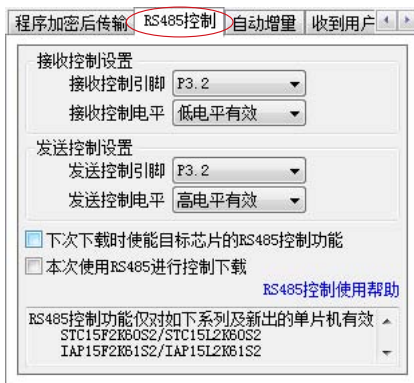 程序加密后传输 RS485控制 自动增量 收到用户
接收控制设置
接收控制引脚 P3.2
接收控制电平 低电平有效
发送控制设置
发送控制引脚 P3.2
发送控制电平 高电平有效
下次下载时使能目标芯片的RS485控制功能
本次使用RS485进行控制下载
RS485控制使用帮助
RS485控制功能仅对如下系列及新出的单片机有效
STC15F2K60S2/STC15L2K60S2
IAP15F2K61S2/IAP15L2K61S2